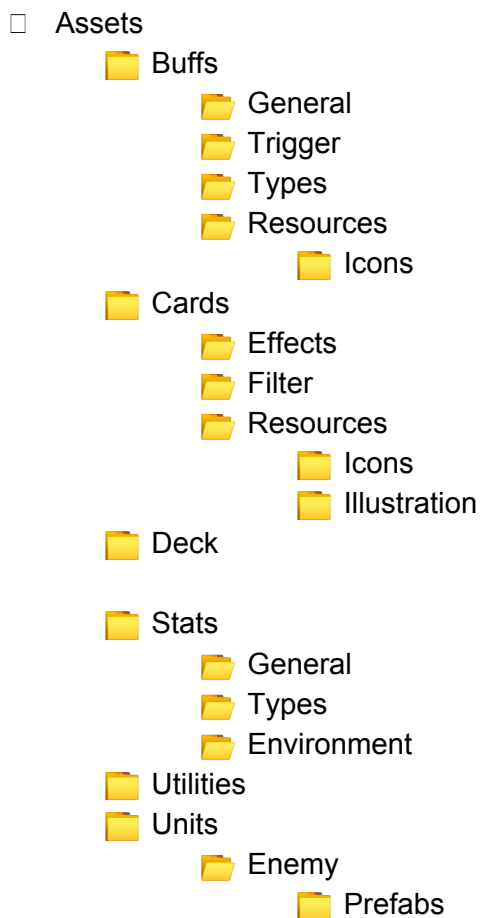 Assets
Buffs
General
Trigger
Types
Resources
Icons
Cards
Effects
Filter
Resources
Icons
Illustration
Deck
Stats
General
Types
Environment
Utilities
Units
Enemy
Prefabs